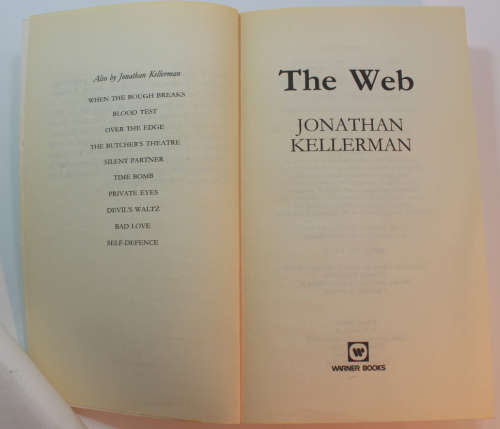 Also by Jonathan Kellerman
WHEN THE BOUGH BREAKS
BLOOD TEST
OVER THE EDGE
THE BUTCHER'S THEATRE
SILENT PARTNER
TIME BOMB
PRIVATE EYES
DEVIL'S WALTZ
BAD LOVE
SELF-DEFENCE
The Web
JONATHAN
KELLERMAN
WARNER BOOKS